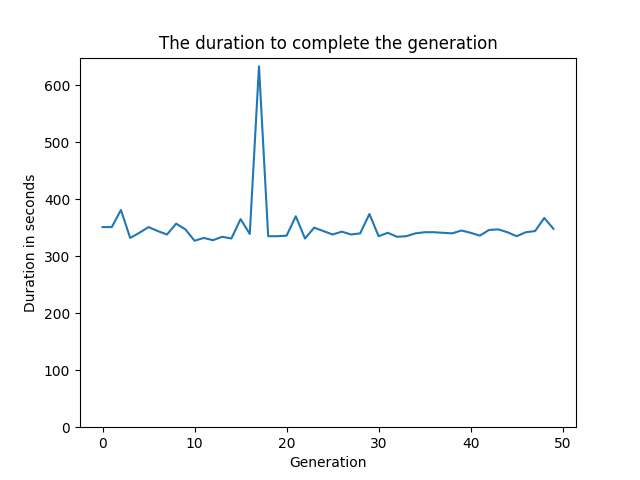 The duration to complete the generation
600
500
400
300
200
100
0
Duration in seconds
0 10 20 30 40 50
Generation